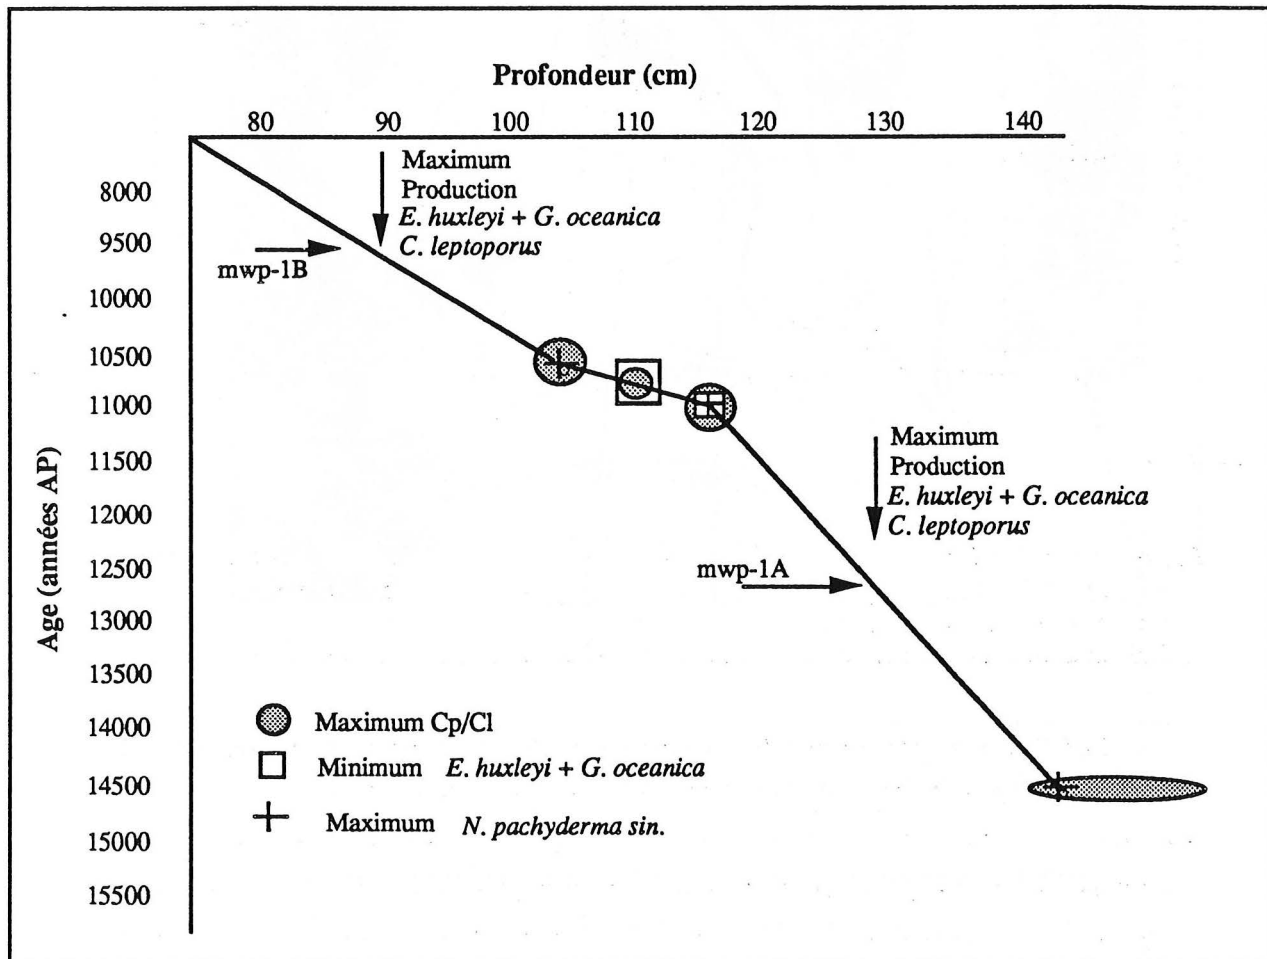 Profondeur (cm)
80 90 100 110 120 130 140
Maximum
Production
E. huxleyi + G. oceanica
C. leptoporus
mwp-1B
8000
9500
10000
10500
11000
11500
12000
12500
13000
13500
14000
14500
15000
15500
Age (années AP)
Maximum
Production
E. huxleyi + G. oceanica
C. leptoporus
mwp-1A
Maximum Cp/Cl
Minimum E. huxleyi + G. oceanica
Maximum N. pachyderma sin.